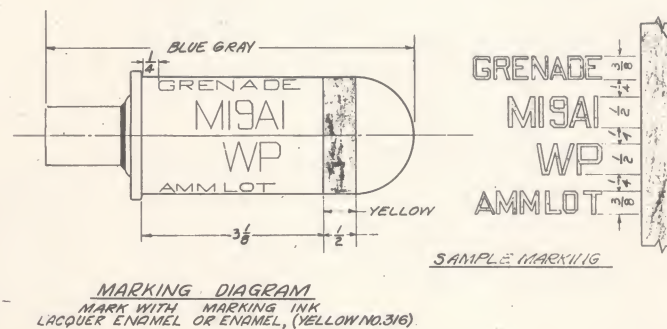 BLUE GRAY
1/4
GRENADE
M19A1
WP
AMM LOT
YELLOW
3 1/8
1/2
MARKING DIAGRAM
MARK WITH MARKING INK
LACQUER ENAMEL OR ENAMEL, (YELLOW NO.316)
GRENADE 3/8
1/4
M19A1 1/2
1/4
WP 1/2
1/4
AMM LOT 3/8
SAMPLE MARKING